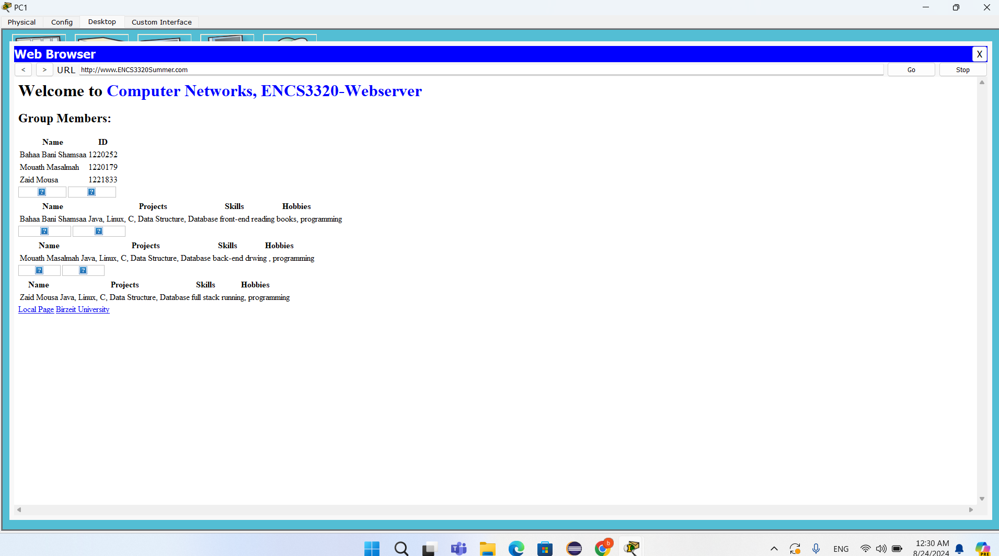 PC1
Physical Config Desktop Custom Interface
Web Browser X
< > URL http://www.ENCS3320Summer.com Go Stop
Welcome to Computer Networks, ENCS3320-Webserver
Group Members:
Name ID
Bahaa Bani Shamsaa 1220252
Mouath Masalmah 1220179
Zaid Mousa 1221833
? ?
Name Projects Skills Hobbies
Bahaa Bani Shamsaa Java, Linux, C, Data Structure, Database front-end reading books, programming
? ?
Name Projects Skills Hobbies
Mouath Masalmah Java, Linux, C, Data Structure, Database back-end drwing , programming
? ?
Name Projects Skills Hobbies
Zaid Mousa Java, Linux, C, Data Structure, Database full stack running, programming
Local Page Birzeit University
b
ENG 12:30 AM
8/24/2024
PRE